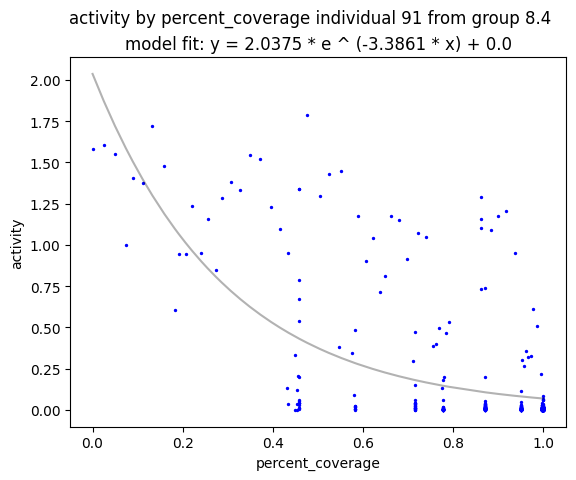 activity by percent_coverage individual 91 from group 8.4
model fit: y = 2.0375 * e ^ (-3.3861 * x) + 0.0
2.00
1.75
1.50
1.25
1.00
0.75
0.50
0.25
0.00
activity
0.0 0.2 0.4 0.6 0.8 1.0
percent_coverage